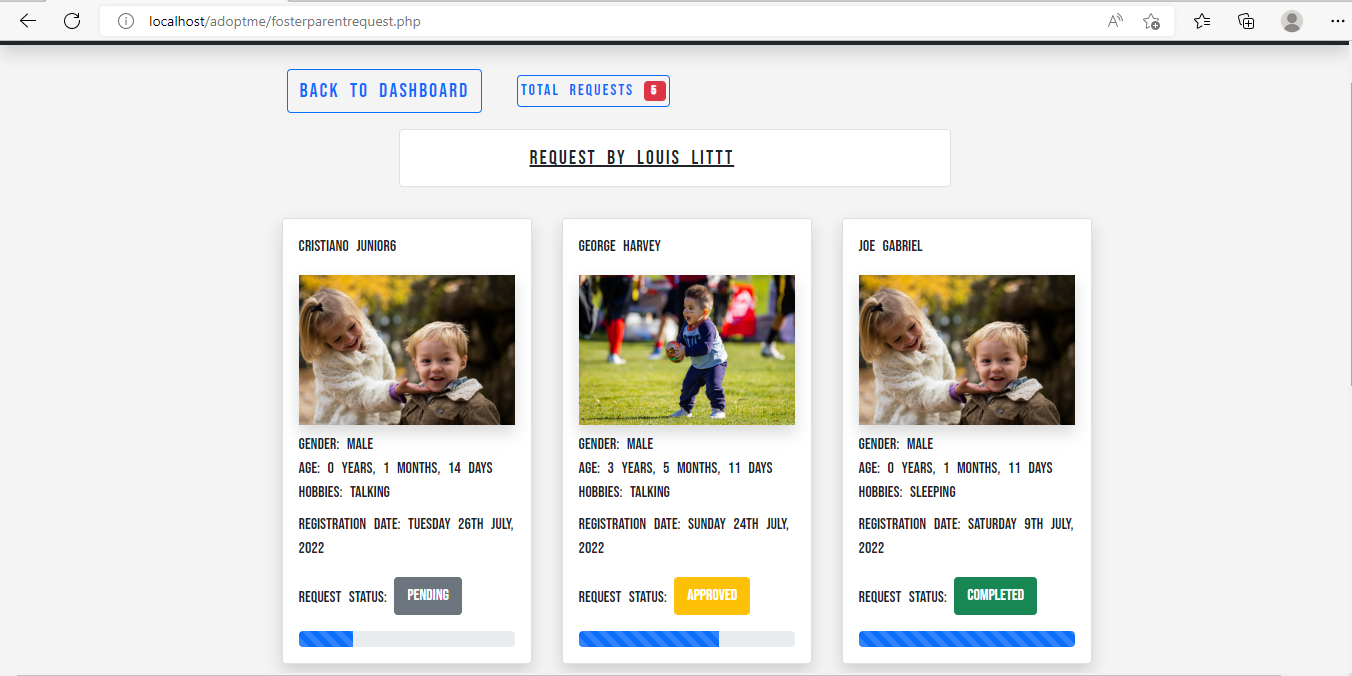 localhost/adoptme/fosterparentrequest.php
BACK TO DASHBOARD
TOTAL REQUESTS 5
REQUEST BY LOUIS LITTT
CRISTIANO JUNIOR6
GENDER: MALE
AGE: 0 YEARS, 1 MONTHS, 14 DAYS
HOBBIES: TALKING
REGISTRATION DATE: TUESDAY 26TH JULY,
2022
REQUEST STATUS: PENDING
GEORGE HARVEY
GENDER: MALE
AGE: 3 YEARS, 5 MONTHS, 11 DAYS
HOBBIES: TALKING
REGISTRATION DATE: SUNDAY 24TH JULY,
2022
REQUEST STATUS: APPROVED
JOE GABRIEL
GENDER: MALE
AGE: 0 YEARS, 1 MONTHS, 11 DAYS
HOBBIES: SLEEPING
REGISTRATION DATE: SATURDAY 9TH JULY,
2022
REQUEST STATUS: COMPLETED